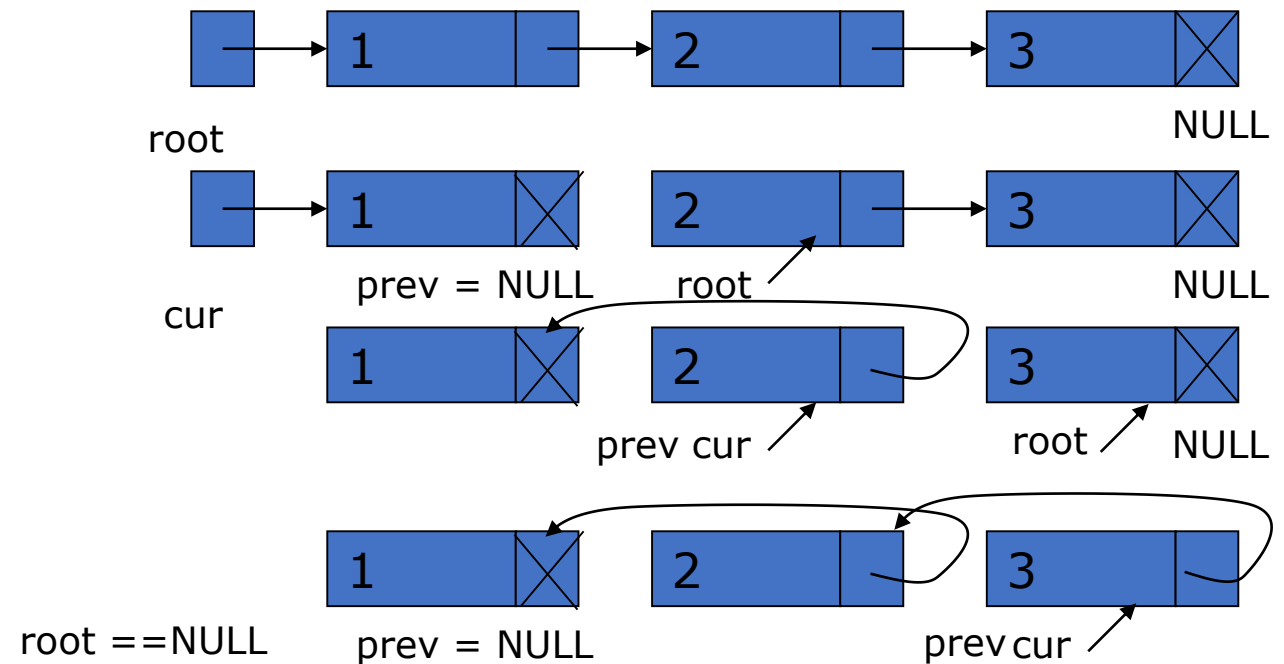 1 2 3
root NULL
1 2 3
prev = NULL root NULL
cur
1 2 3
prev cur root NULL
1 2 3
root ==NULL prev = NULL prev cur